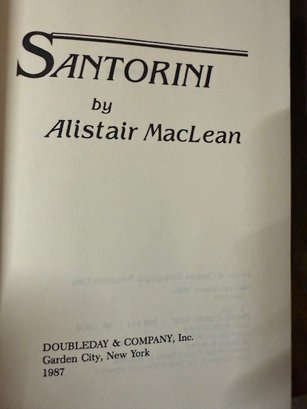 SANTORINI
by
Alistair MacLean
DOUBLEDAY & COMPANY, Inc.
Garden City, New York
1987